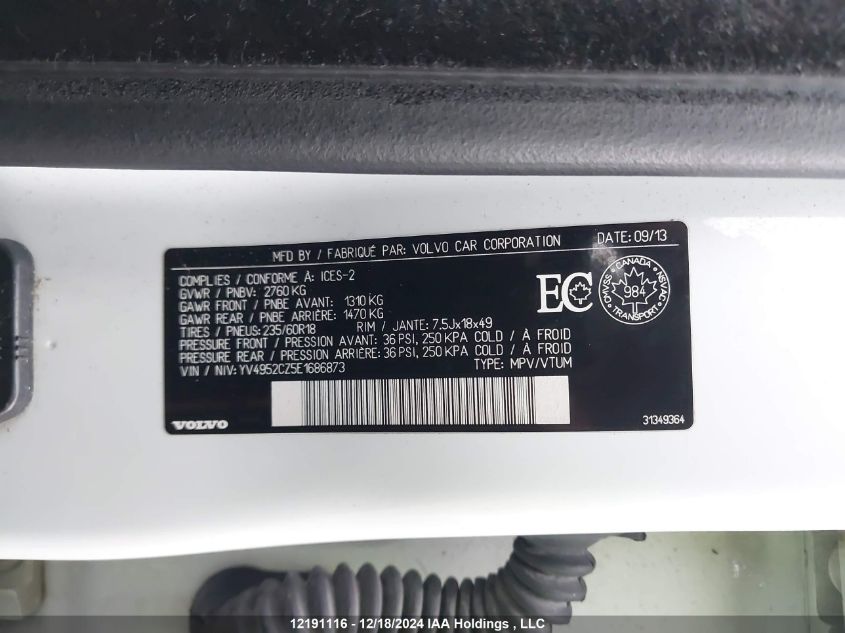 MFD BY / FABRIQUÉ PAR: VOLVO CAR CORPORATION DATE: 09/13
COMPLIES / CONFORME À: ICES-2
GVWR / PNBV: 2760 KG
GAWR FRONT / PNBE AVANT: 1310 KG
GAWR REAR / PNBE ARRIÈRE: 1470 KG
TIRES / PNEUS: 235/60R18 RIM / JANTE: 7.5Jx18x49
PRESSURE FRONT / PRESSION AVANT: 36 PSI, 250 KPA COLD / À FROID
PRESSURE REAR / PRESSION ARRIÈRE: 36 PSI, 250 KPA COLD / À FROID
VIN / NIV: YV4952CZ5E1686873 TYPE: MPV/VTUM
EC
CANADA
CMVSS 984 NSVAC
TRANSPORT
VOLVO 31349364
12191116 - 12/18/2024 IAA Holdings , LLC